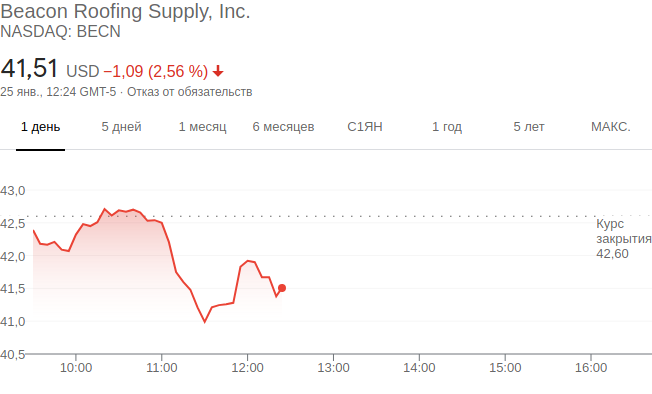 Beacon Roofing Supply, Inc.
NASDAQ: BECN
41,51 USD −1,09 (2,56 %)
25 янв., 12:24 GMT-5 · Отказ от обязательств
1 день 5 дней 1 месяц 6 месяцев С1ЯН 1 год 5 лет МАКС.
43,0
42,5
42,0
41,5
41,0
40,5
Курс
закрытия
42,60
10:00 11:00 12:00 13:00 14:00 15:00 16:00